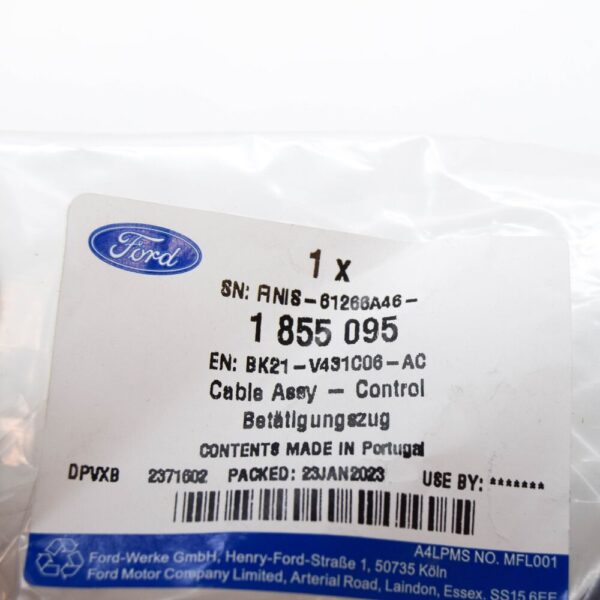 Ford
1 x
SN: FINIS-61266A46-
1 855 095
EN: BK21-V431C06-AC
Cable Assy - Control
Betätigungszug
CONTENTS MADE IN Portugal
DPVXB 2371602 PACKED: 23JAN2023 USE BY: *******
A4LPMS NO. MFL001
Ford-Werke GmbH, Henry-Ford-Straße 1, 50735 Köln
Ford Motor Company Limited, Arterial Road, Laindon, Essex, SS15 6EE